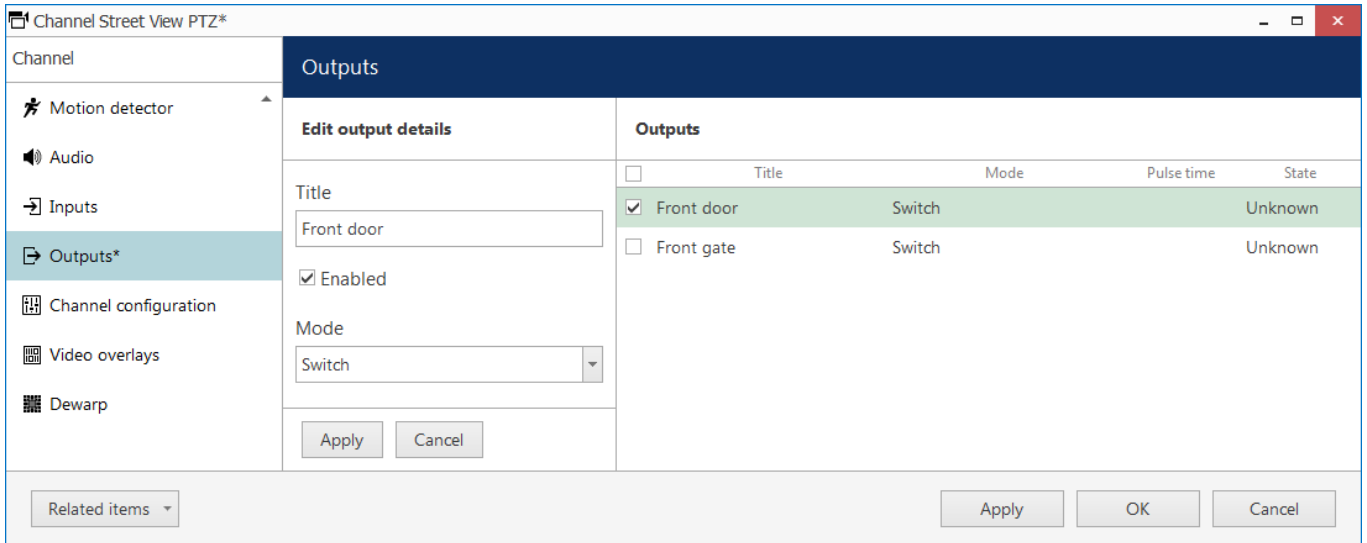 Channel Street View PTZ*
Channel
Outputs
Motion detector
Audio
Inputs
Outputs*
Channel configuration
Video overlays
Dewarp
Edit output details
Title
Front door
Enabled
Mode
Switch
Apply Cancel
Outputs
Title Mode Pulse time State
Front door Switch Unknown
Front gate Switch Unknown
Related items
Apply OK Cancel